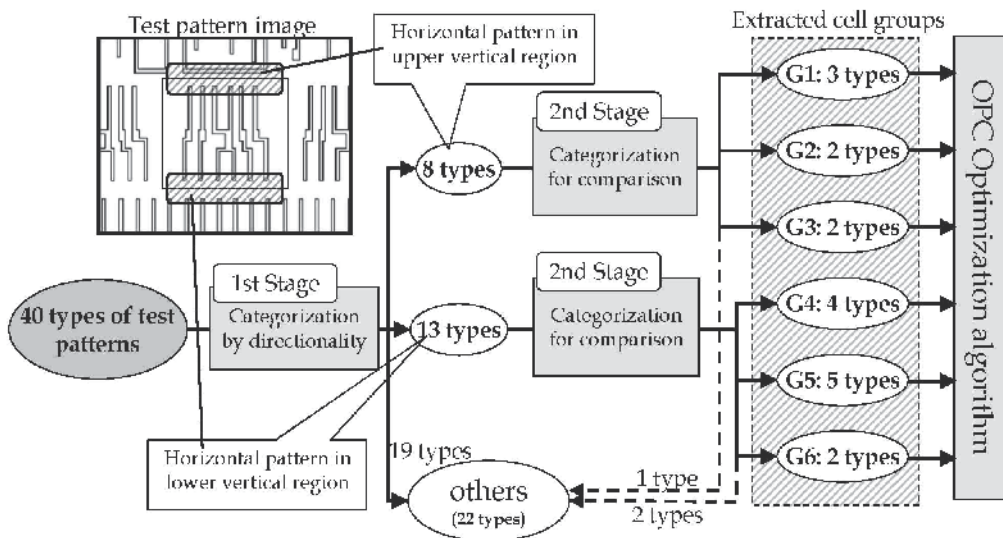 Test pattern image
Horizontal pattern in
upper vertical region
Extracted cell groups
G1: 3 types
2nd Stage
Categorization
for comparison
8 types
G2: 2 types
G3: 2 types
OPC Optimization algorithm
40 types of test
patterns
1st Stage
Categorization
by directionality
13 types
2nd Stage
Categorization
for comparison
G4: 4 types
G5: 5 types
G6: 2 types
Horizontal pattern in
lower vertical region
19 types
others
(22 types)
1 type
2 types